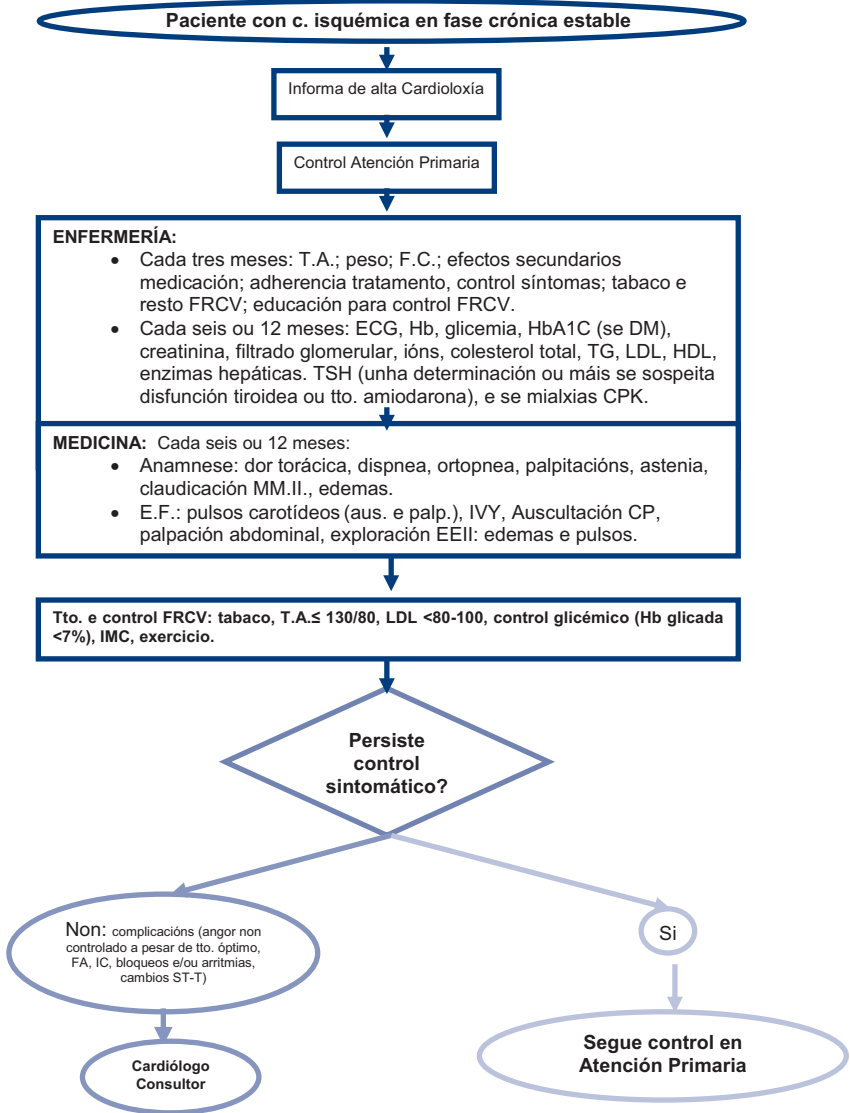 Paciente con c. isquémica en fase crónica estable
Informa de alta Cardioloxía
Control Atención Primaria
ENFERMERÍA:
• Cada tres meses: T.A.; peso; F.C.; efectos secundarios
medicación; adherencia tratamento, control síntomas; tabaco e
resto FRCV; educación para control FRCV.
• Cada seis ou 12 meses: ECG, Hb, glicemia, HbA1C (se DM),
creatinina, filtrado glomerular, ións, colesterol total, TG, LDL, HDL,
enzimas hepáticas. TSH (unha determinación ou máis se sospeita
disfunción tiroidea ou tto. amiodarona), e se mialxias CPK.
MEDICINA: Cada seis ou 12 meses:
• Anamnese: dor torácica, dispnea, ortopnea, palpitacións, astenia,
claudicación MM.II., edemas.
• E.F.: pulsos carotídeos (aus. e palp.), IVY, Auscultación CP,
palpación abdominal, exploración EEII: edemas e pulsos.
Tto. e control FRCV: tabaco, T.A.≤ 130/80, LDL <80-100, control glicémico (Hb glicada
<7%), IMC, exercicio.
Persiste
control
sintomático?
Non: complicacións (angor non
controlado a pesar de tto. óptimo,
FA, IC, bloqueos e/ou arritmias,
cambios ST-T)
Si
Cardiólogo
Consultor
Segue control en
Atención Primaria